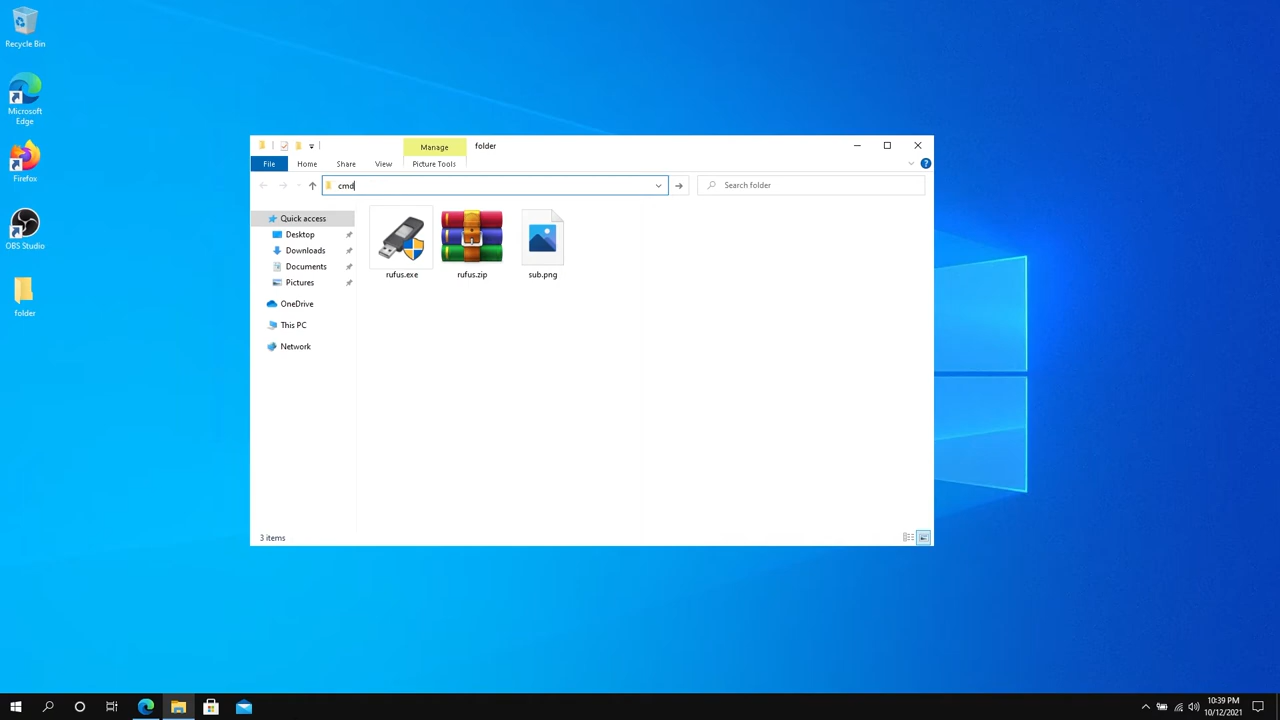 Recycle Bin
Microsoft
Edge
Firefox
OBS Studio
folder
Manage
folder
File
Home
Share
View
Picture Tools
cmd
Search folder
Quick access
Desktop
Downloads
Documents
Pictures
OneDrive
This PC
Network
rufus.exe
rufus.zip
sub.png
3 items
10:39 PM
10/12/2021